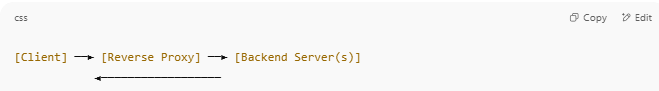 css Copy Edit
[Client] ──► [Reverse Proxy] ──► [Backend Server(s)]
◄──────────────────